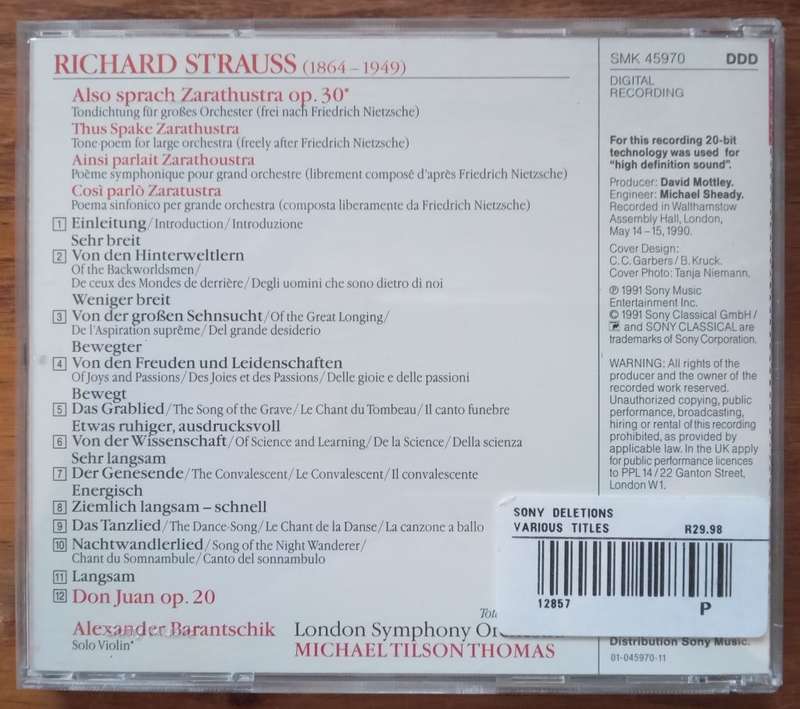 RICHARD STRAUSS (1864–1949)
Also sprach Zarathustra op. 30*
Tondichtung für großes Orchester (frei nach Friedrich Nietzsche)
Thus Spake Zarathustra
Tone poem for large orchestra (freely after Friedrich Nietzsche)
Ainsi parlait Zarathoustra
Poème symphonique pour grand orchestre (librement composé d'après Friedrich Nietzsche)
Così parlò Zaratustra
Poema sinfonico per grande orchestra (composta liberamente da Friedrich Nietzsche)
1 Einleitung/Introduction/Introduzione
Sehr breit
2 Von den Hinterweltlern
Of the Backworldsmen/
De ceux des Mondes de derrière/Degli uomini che sono dietro di noi
Weniger breit
3 Von der großen Sehnsucht/Of the Great Longing/
De l'Aspiration suprême/Del grande desiderio
Bewegter
4 Von den Freuden und Leidenschaften
Of Joys and Passions/Des Joies et des Passions/Delle gioie e delle passioni
Bewegt
5 Das Grablied/The Song of the Grave/Le Chant du Tombeau/Il canto funebre
Etwas ruhiger, ausdrucksvoll
6 Von der Wissenschaft/Of Science and Learning/De la Science/Della scienza
Sehr langsam
7 Der Genesende/The Convalescent/Le Convalescent/Il convalescente
Energisch
8 Ziemlich langsam – schnell
9 Das Tanzlied/The Dance-Song/Le Chant de la Danse/La canzone a ballo
10 Nachtwandlerlied/Song of the Night Wanderer/
Chant du Somnambule/Canto del sonnambulo
11 Langsam
12 Don Juan op. 20
Alexander Barantschik
Solo Violin*
London Symphony
MICHAEL TILSON THOMAS
SMK 45970 DDD
DIGITAL
RECORDING
For this recording 20-bit
technology was used for
"high definition sound".
Producer: David Mottley.
Engineer: Michael Sheady.
Recorded in Walthamstow
Assembly Hall, London,
May 14–15, 1990.
Cover Design:
C. C. Garbers / B. Kruck.
Cover Photo: Tanja Niemann.
℗ 1991 Sony Music
Entertainment Inc.
© 1991 Sony Classical GmbH /
and SONY CLASSICAL are
trademarks of Sony Corporation.
WARNING: All rights of the
producer and the owner of the
recorded work reserved.
Unauthorized copying, public
performance, broadcasting,
hiring or rental of this recording
prohibited, as provided by
applicable law. In the UK apply
for public performance licences
to PPL 14 / 22 Ganton Street,
London W1.
SONY DELETIONS
VARIOUS TITLES R29.98
12857 P
Distribution Sony Music.
01-045970-11